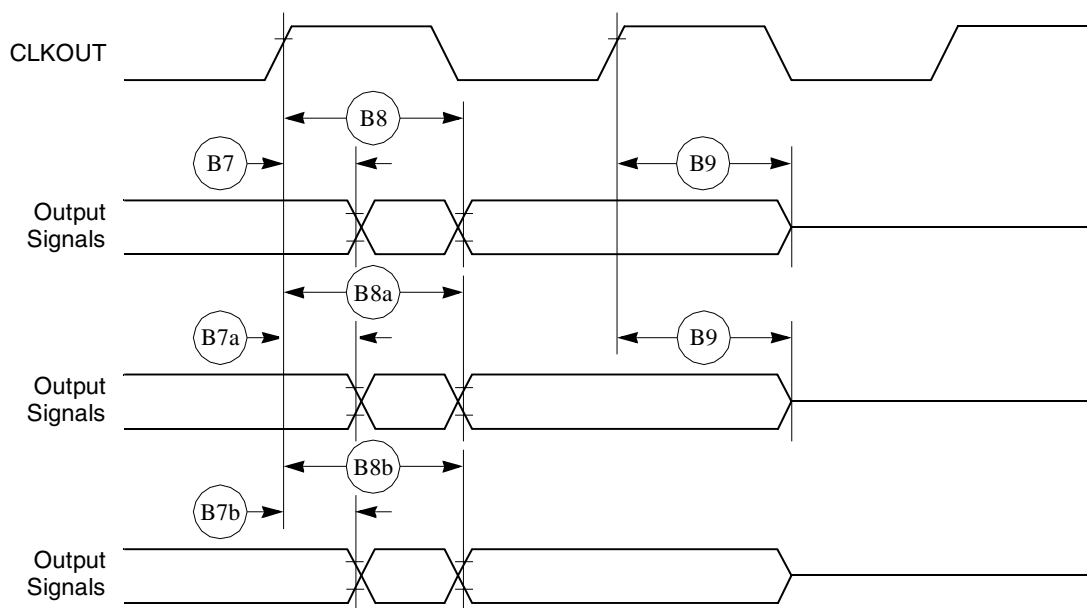 CLKOUT
B8
B7
B9
Output
Signals
B8a
B7a
B9
Output
Signals
B8b
B7b
Output
Signals